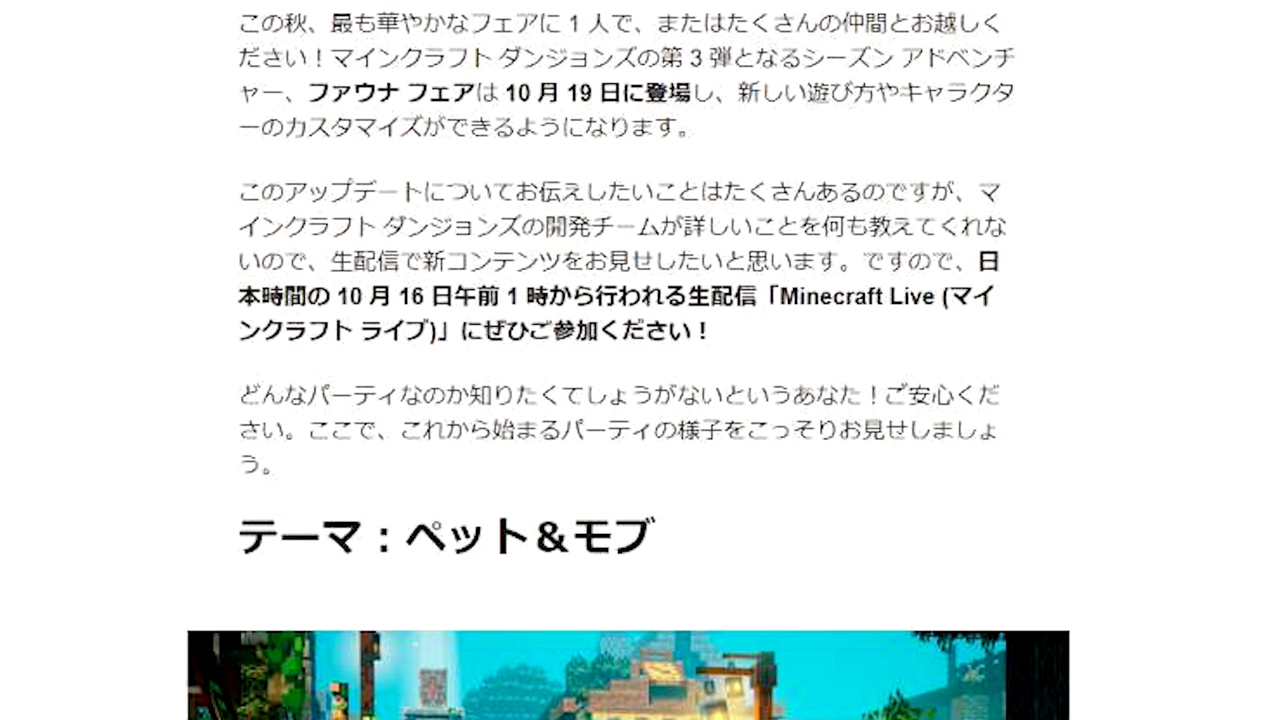 この秋、最も華やかなフェアに 1 人で、またはたくさんの仲間とお越しく
ださい！マインクラフト ダンジョンズの第 3 弾となるシーズン アドベンチ
ャー、ファウナ フェアは 10 月 19 日に登場し、新しい遊び方やキャラクタ
ーのカスタマイズができるようになります。
このアップデートについてお伝えしたいことはたくさんあるのですが、マ
インクラフト ダンジョンズの開発チームが詳しいことを何も教えてくれな
いので、生配信で新コンテンツをお見せしたいと思います。ですので、日
本時間の 10 月 16 日午前 1 時から行われる生配信「Minecraft Live (マイ
ンクラフト ライブ)」にぜひご参加ください！
どんなパーティなのか知りたくてしょうがないというあなた！ご安心くだ
さい。ここで、これから始まるパーティの様子をこっそりお見せしましょ
う。
テーマ：ペット＆モブ